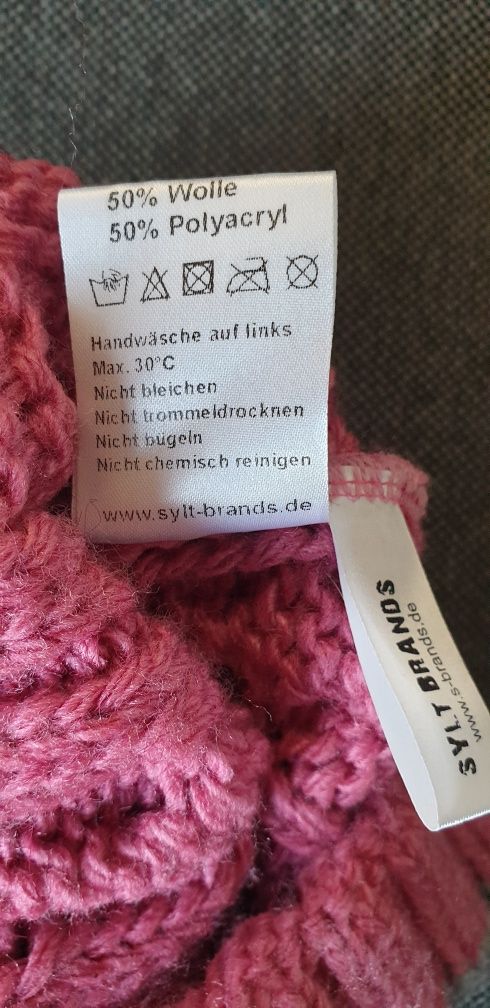 50% Wolle
50% Polyacryl
Handwäsche auf links
Max. 30°C
Nicht bleichen
Nicht trommeldrocknen
Nicht bügeln
Nicht chemisch reinigen
www.sylt-brands.de
SYLT BRANDS
www.s-brands.de